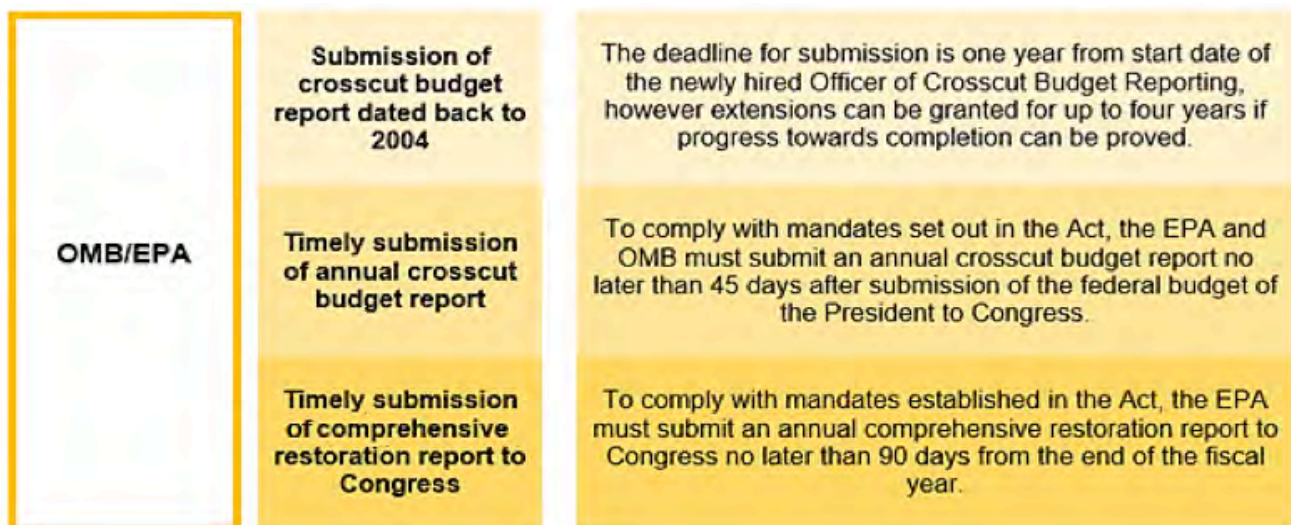 OMB/EPA
Submission of
crosscut budget
report dated back to
2004
The deadline for submission is one year from start date of
the newly hired Officer of Crosscut Budget Reporting,
however extensions can be granted for up to four years if
progress towards completion can be proved.
Timely submission
of annual crosscut
budget report
To comply with mandates set out in the Act, the EPA and
OMB must submit an annual crosscut budget report no
later than 45 days after submission of the federal budget of
the President to Congress.
Timely submission
of comprehensive
restoration report to
Congress
To comply with mandates established in the Act, the EPA
must submit an annual comprehensive restoration report to
Congress no later than 90 days from the end of the fiscal
year.